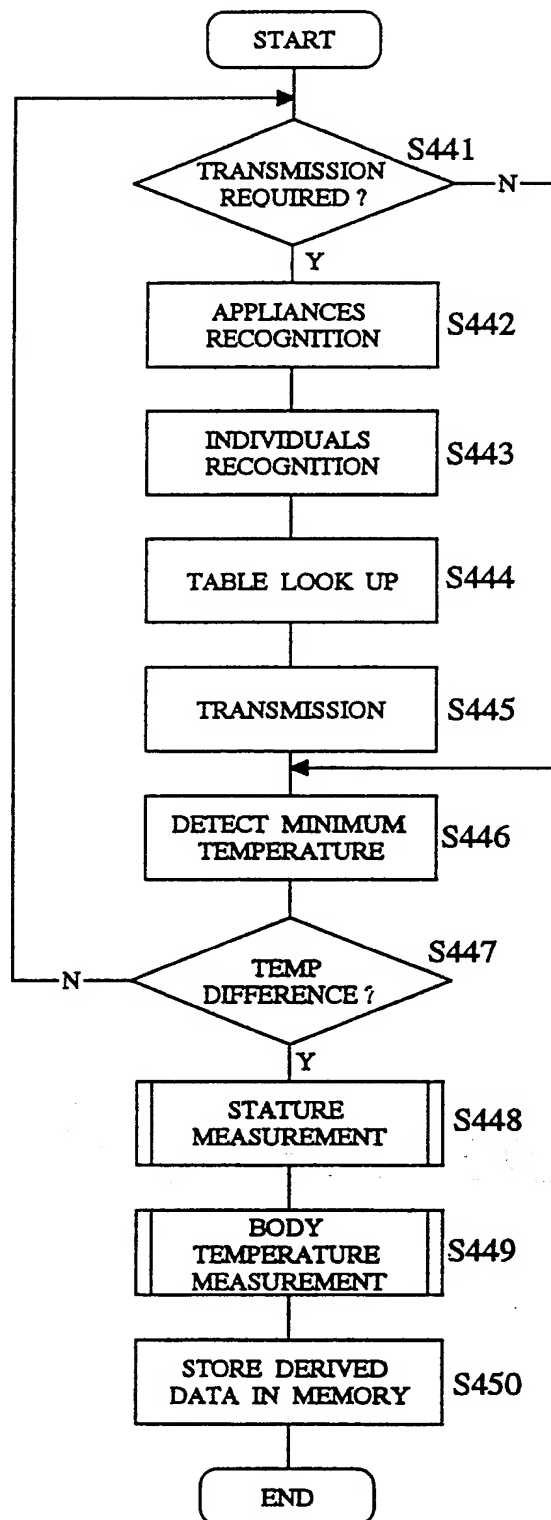 START
S441
TRANSMISSION
REQUIRED ?
N
Y
APPLIANCES
RECOGNITION
S442
INDIVIDUALS
RECOGNITION
S443
TABLE LOOK UP
S444
TRANSMISSION
S445
DETECT MINIMUM
TEMPERATURE
S446
S447
TEMP
DIFFERENCE ?
N
Y
STATURE
MEASUREMENT
S448
BODY
TEMPERATURE
MEASUREMENT
S449
STORE DERIVED
DATA IN MEMORY
S450
END